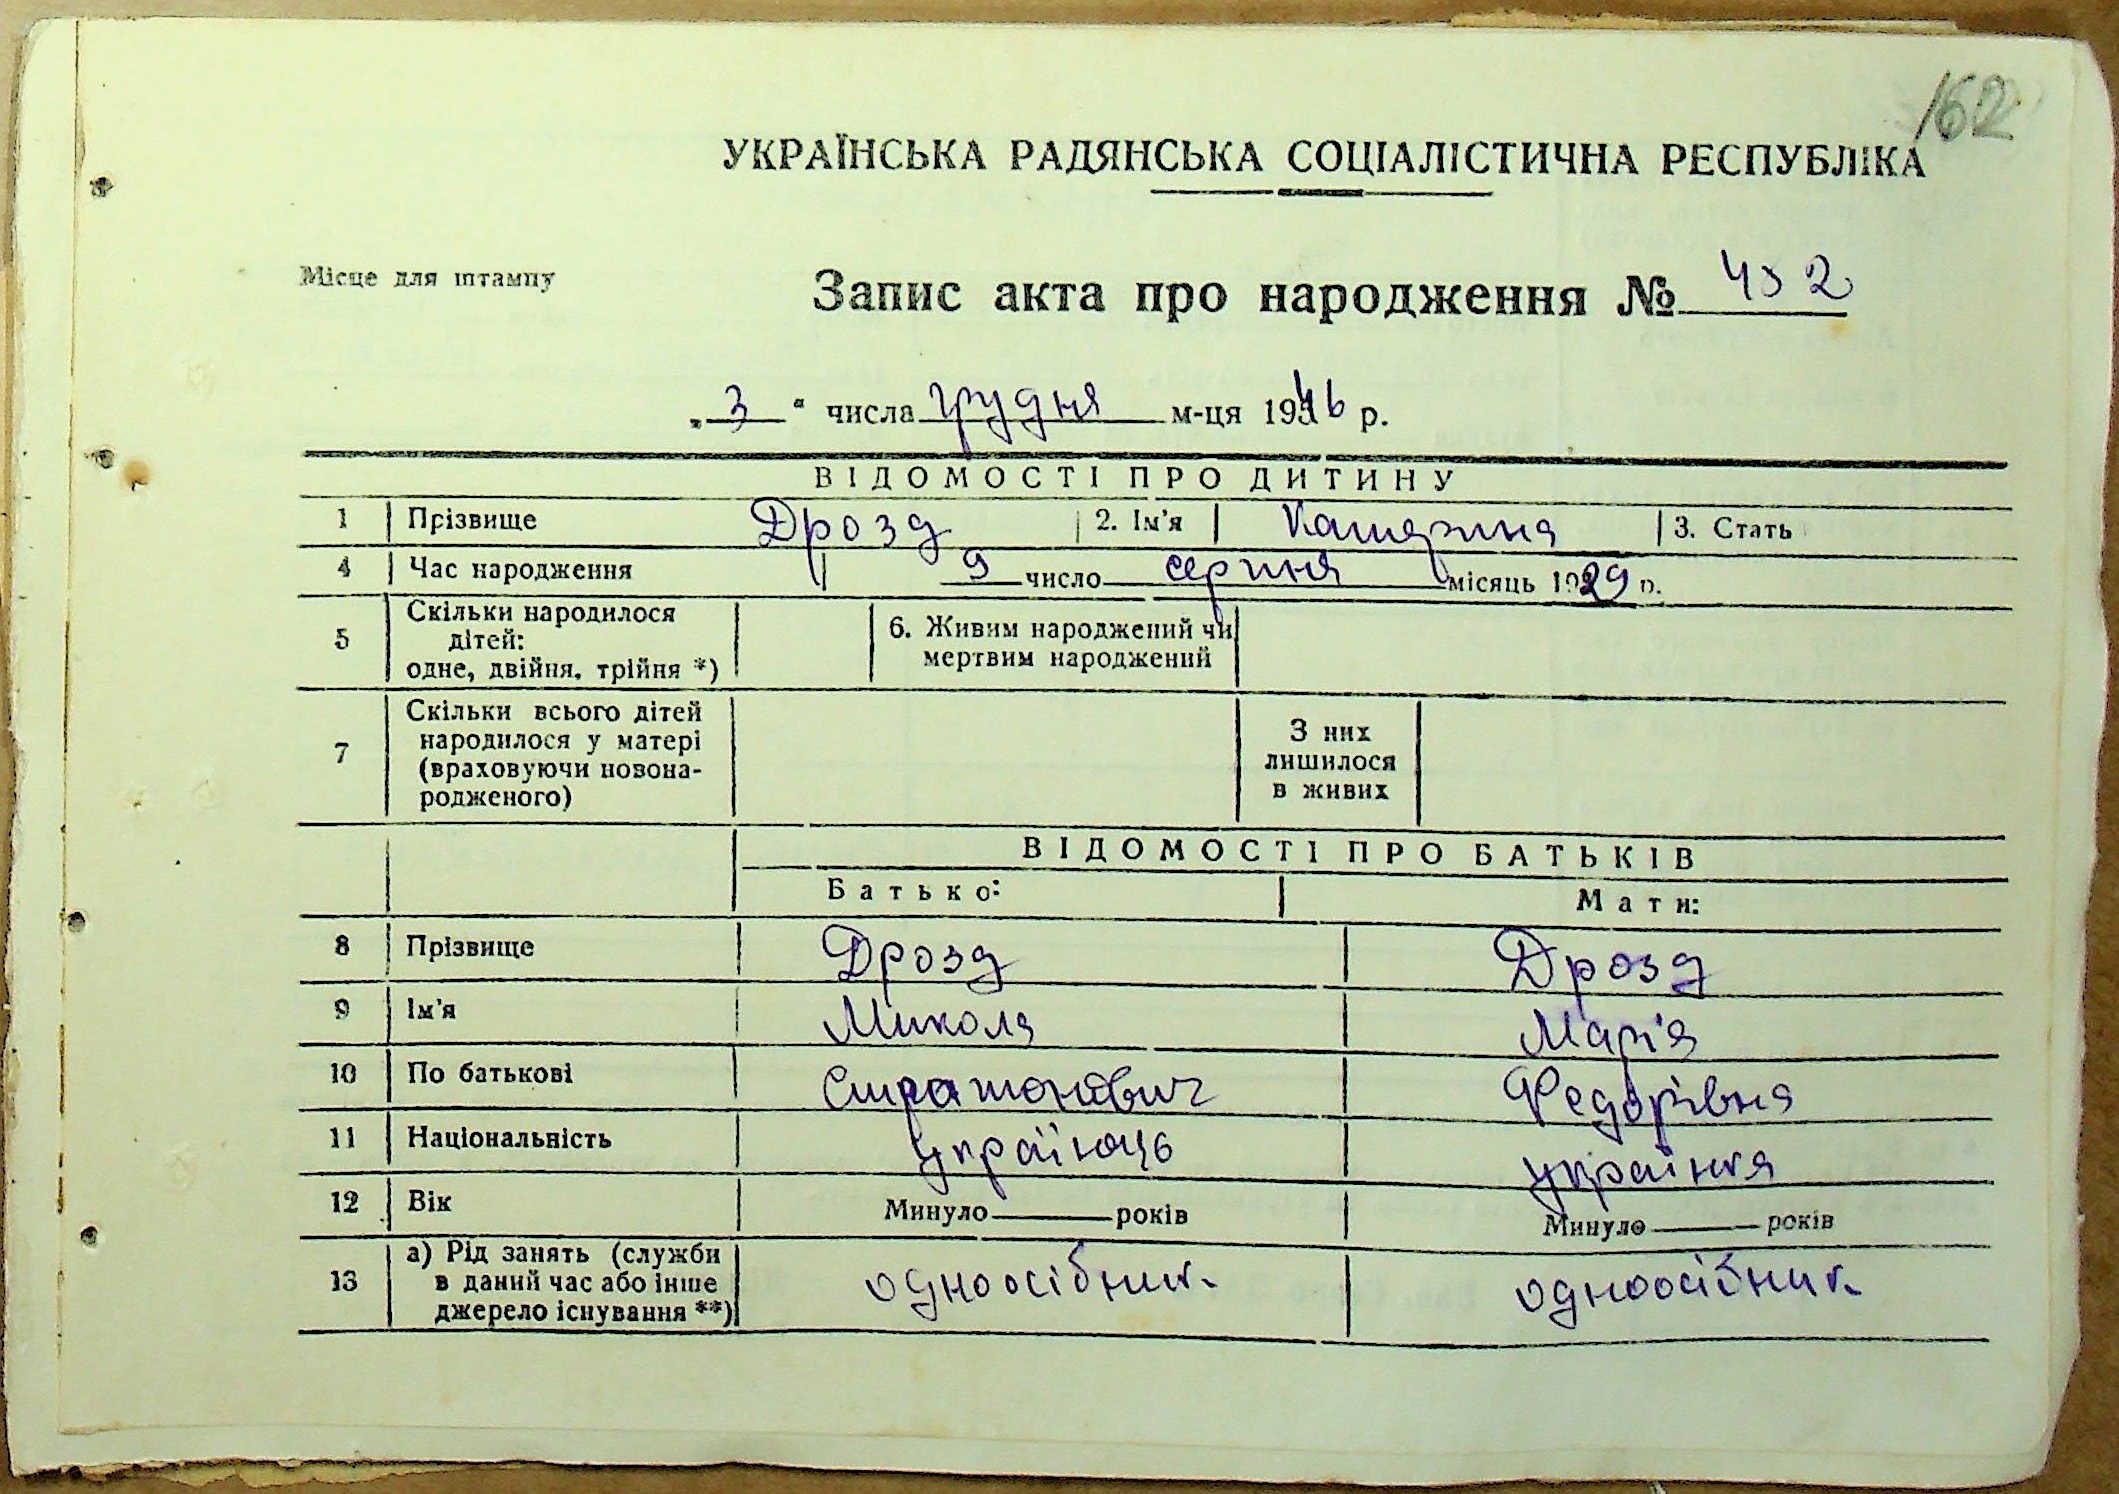 162
УКРАЇНСЬКА РАДЯНСЬКА СОЦІАЛІСТИЧНА РЕСПУБЛІКА
Місце для штампу
Запис акта про народження № 432
„3“ числа грудня м-ця 1946 р.
ВІДОМОСТІ ПРО ДИТИНУ
1 Прізвище Дрозд 2. Ім'я Катерина 3. Стать
4 Час народження 9 число серпня місяць 1929 р.
5 Скільки народилося дітей: одне, двійня, трійня *) 6. Живим народжений чи мертвим народжений
7 Скільки всього дітей народилося у матері (враховуючи новонародженого) З них лишилося в живих
ВІДОМОСТІ ПРО БАТЬКІВ
Батько: Мати:
8 Прізвище Дрозд Дрозд
9 Ім'я Микола Марія
10 По батькові Стратонович Федорівна
11 Національність українець українка
12 Вік Минуло ____ років Минуло ____ років
13 а) Рід занять (служби в даний час або інше джерело існування **) одноосібник. одноосібник.